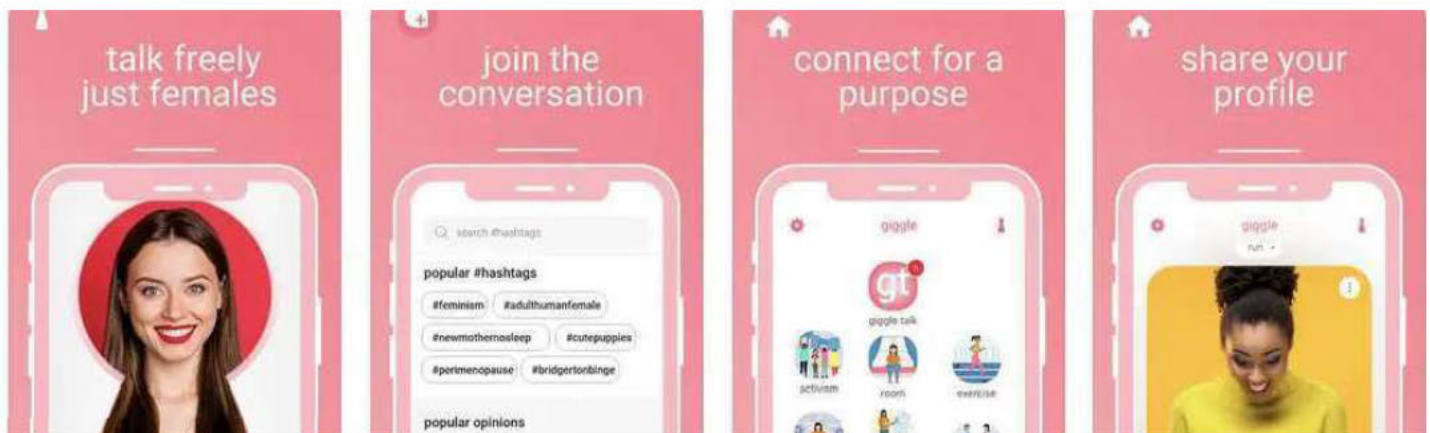 talk freely
just females
join the
conversation
search #hashtags
popular #hashtags
#feminism #adulthumanfemale
#newmothernosleep #cutepuppies
#perimenopause #bridgertonbinge
popular opinions
connect for a
purpose
giggle
gt
giggle talk
activism room exercise
share your
profile
giggle
run